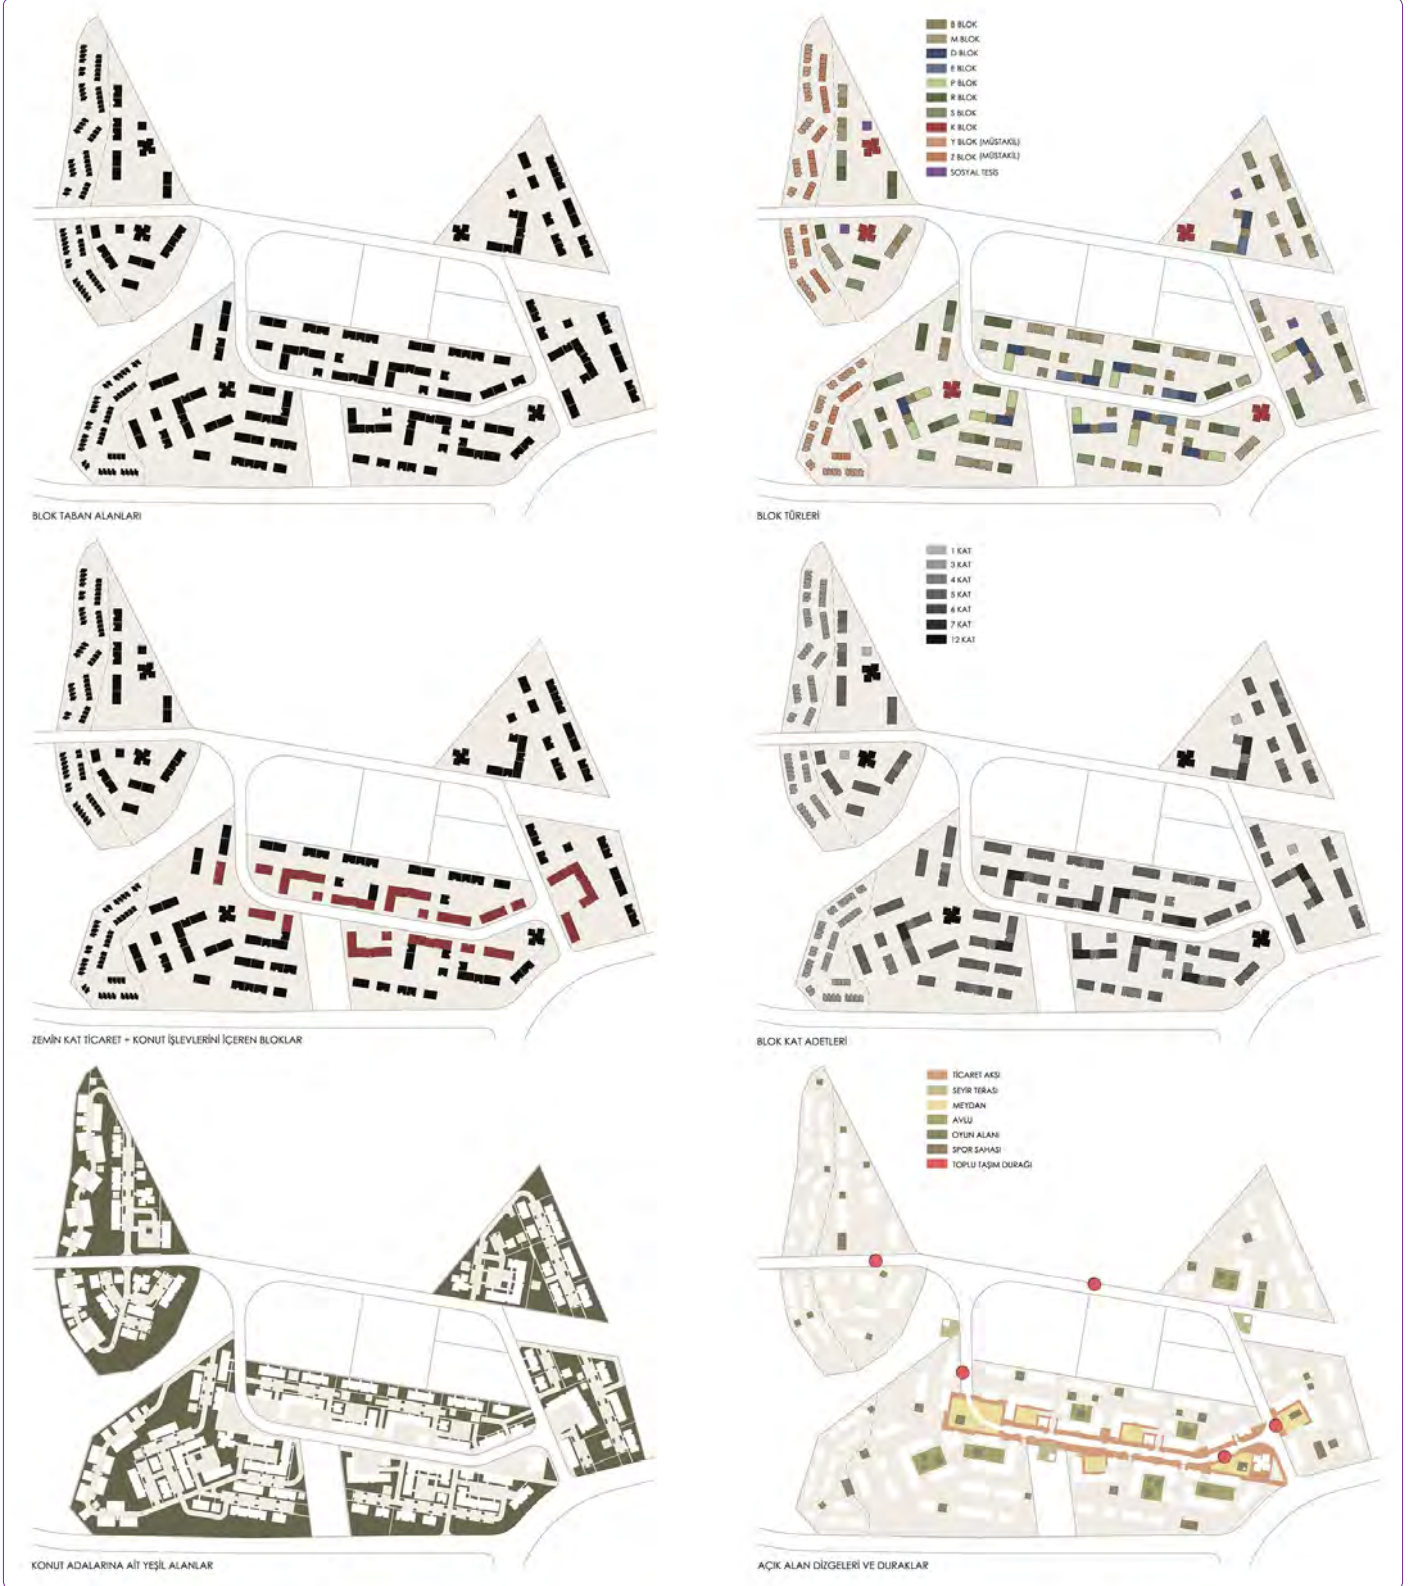 B BLOK
M BLOK
D BLOK
E BLOK
P BLOK
R BLOK
S BLOK
K BLOK
Y BLOK (MÜSTAKİL)
Z BLOK (MÜSTAKİL)
SOSYAL TESİS
BLOK TABAN ALANLARI
BLOK TÜRLERİ
1 KAT
3 KAT
4 KAT
5 KAT
6 KAT
7 KAT
12 KAT
ZEMİN KAT TİCARET + KONUT İŞLEVLERİNİ İÇEREN BLOKLAR
BLOK KAT ADETLERİ
TİCARET AKSI
SEYİR TERASI
MEYDAN
AVLU
OYUN ALANI
SPOR SAHASI
TOPLU TAŞIM DURAĞI
KONUT ADALARINA AİT YEŞİL ALANLAR
AÇIK ALAN DİZGELERİ VE DURAKLAR